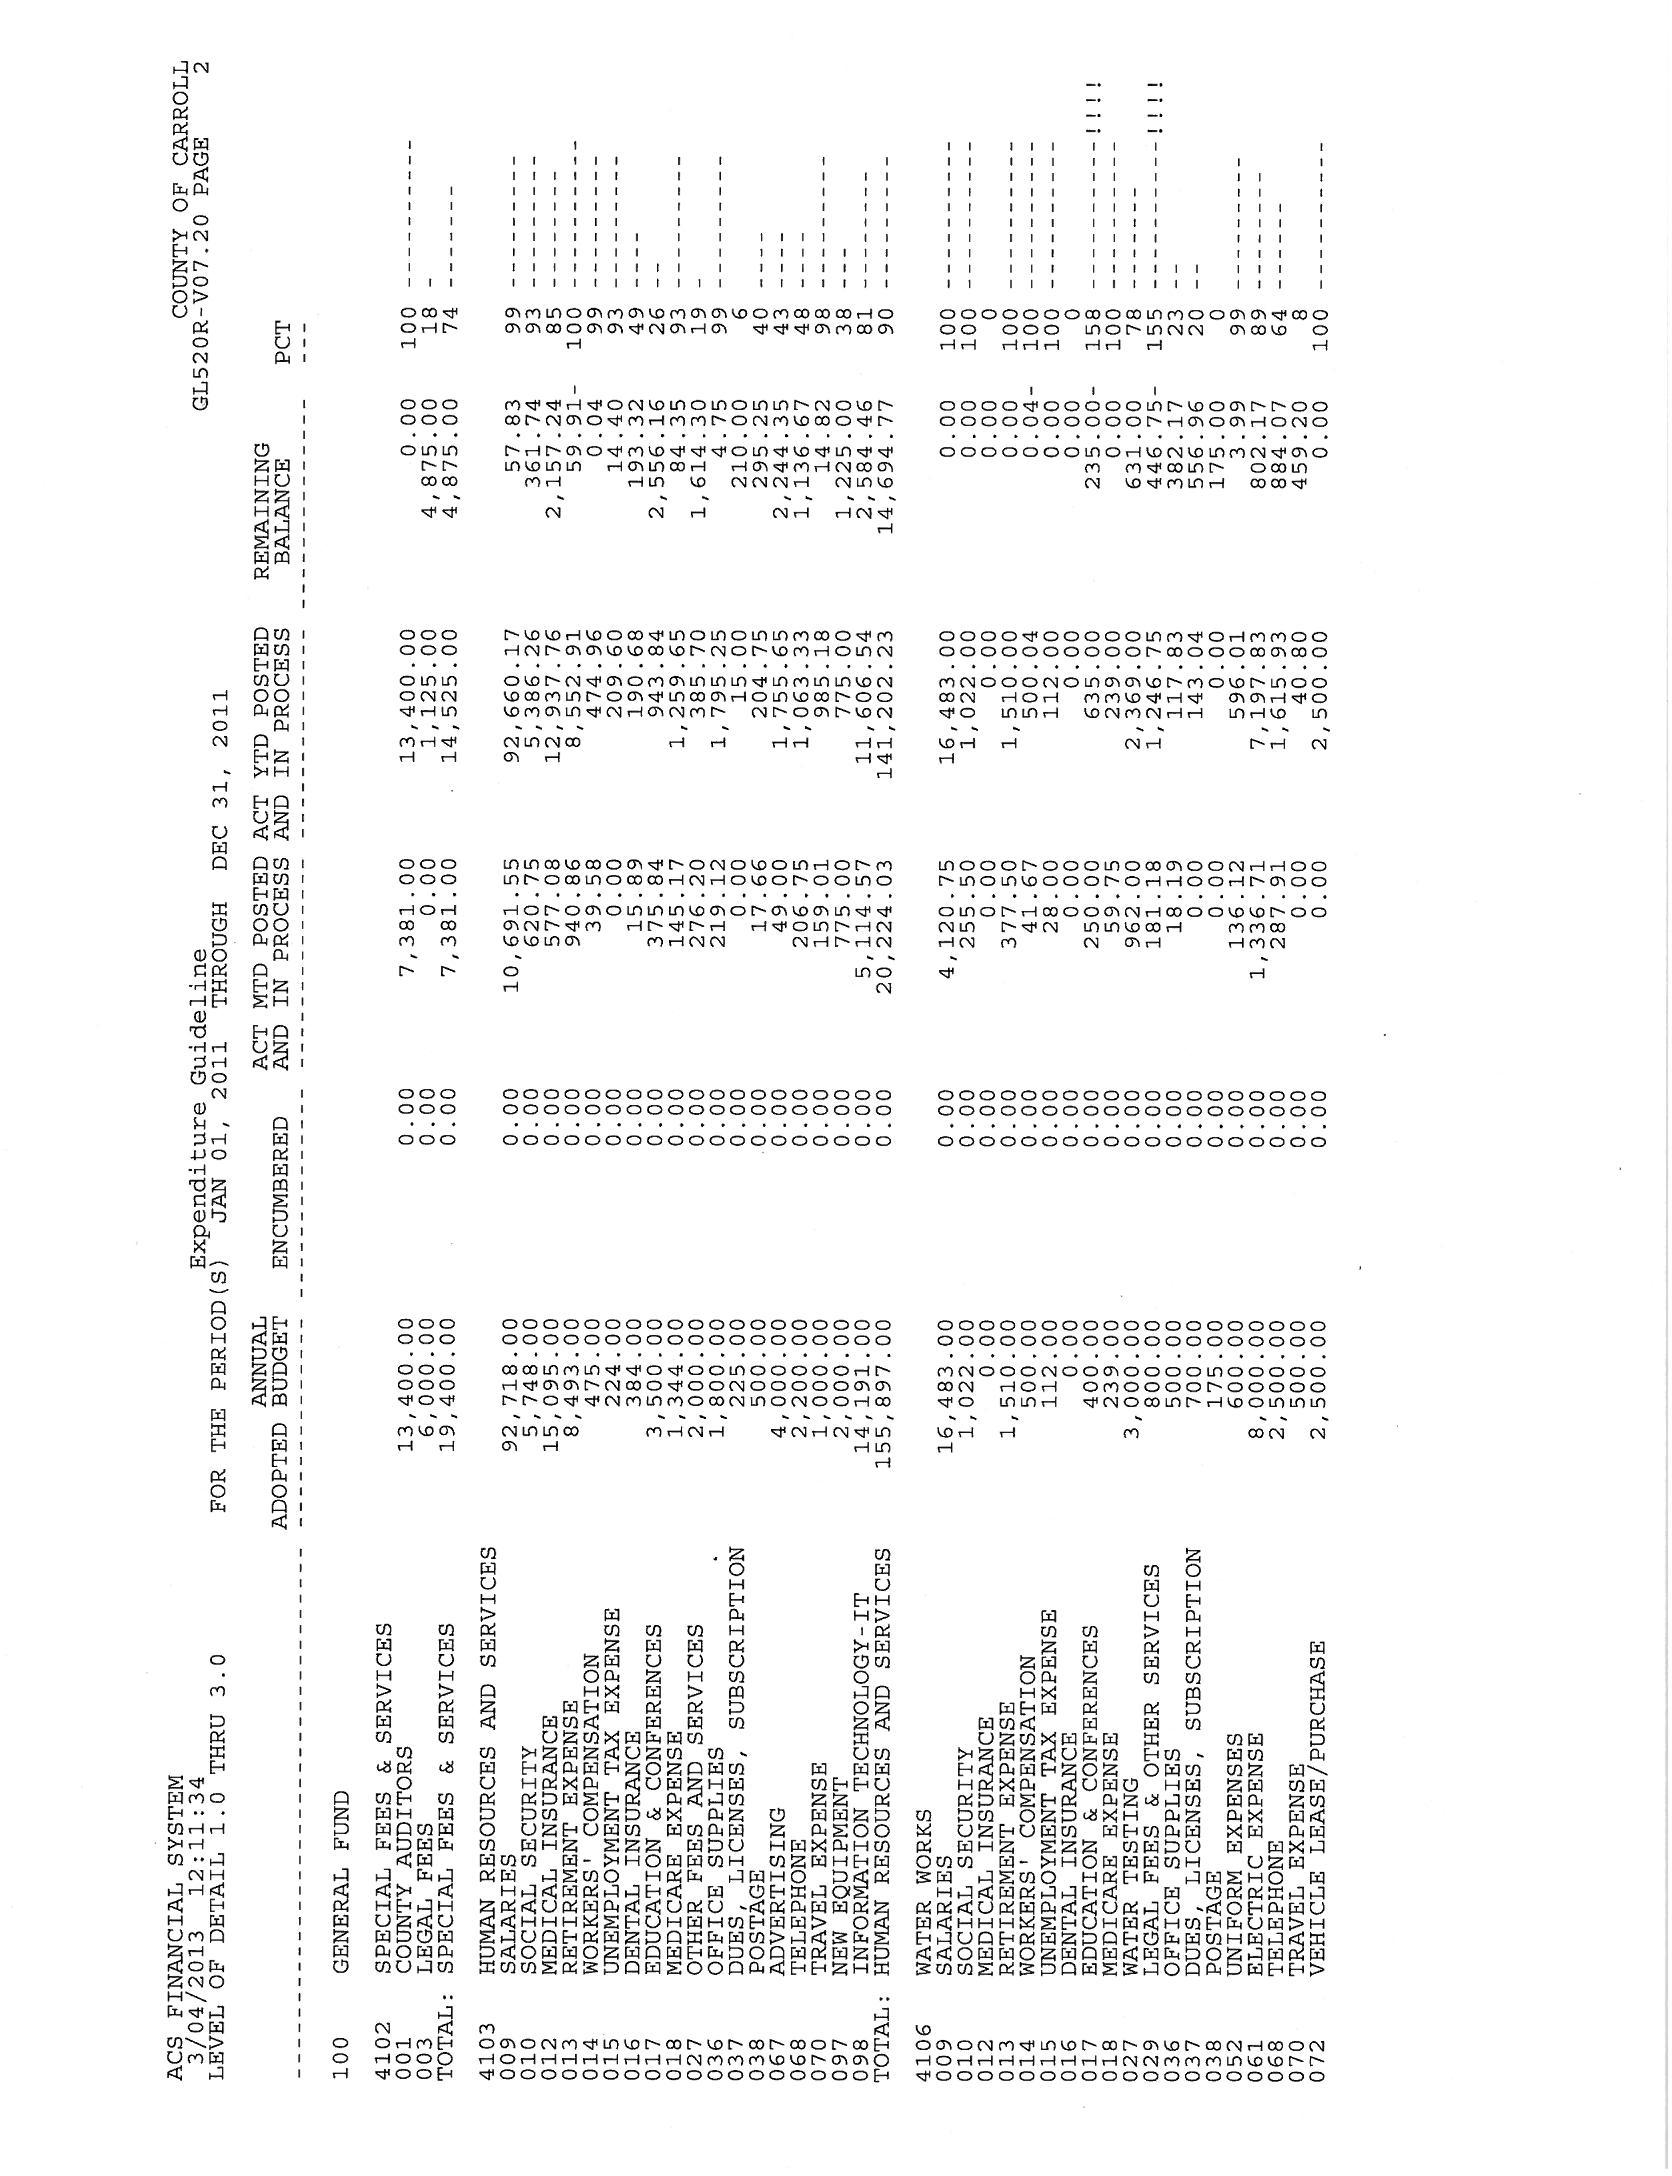 ACS FINANCIAL SYSTEM COUNTY OF CARROLL
3/04/2013 12:11:34 Expenditure Guideline GL520R-V07.20 PAGE 2
LEVEL OF DETAIL 1.0 THRU 3.0 FOR THE PERIOD(S) JAN 01, 2011 THROUGH DEC 31, 2011
ANNUAL ACT MTD POSTED ACT YTD POSTED REMAINING
ADOPTED BUDGET ENCUMBERED AND IN PROCESS AND IN PROCESS BALANCE PCT
100 GENERAL FUND
4102 SPECIAL FEES & SERVICES
001 COUNTY AUDITORS 13,400.00 0.00 7,381.00 13,400.00 0.00 100 ----------
003 LEGAL FEES 6,000.00 0.00 0.00 1,125.00 4,875.00 18 -
TOTAL: SPECIAL FEES & SERVICES 19,400.00 0.00 7,381.00 14,525.00 4,875.00 74 -------
4103 HUMAN RESOURCES AND SERVICES
009 SALARIES 92,718.00 0.00 10,691.55 92,660.17 57.83 99 ---------
010 SOCIAL SECURITY 5,748.00 0.00 620.75 5,386.26 361.74 93 ---------
012 MEDICAL INSURANCE 15,095.00 0.00 577.08 12,937.76 2,157.24 85 --------
013 RETIREMENT EXPENSE 8,493.00 0.00 940.86 8,552.91 59.91- 100 ----------
014 WORKERS' COMPENSATION 475.00 0.00 39.58 474.96 0.04 99 ---------
015 UNEMPLOYMENT TAX EXPENSE 224.00 0.00 0.00 209.60 14.40 93 ---------
016 DENTAL INSURANCE 384.00 0.00 15.89 190.68 193.32 49 ----
017 EDUCATION & CONFERENCES 3,500.00 0.00 375.84 943.84 2,556.16 26 --
018 MEDICARE EXPENSE 1,344.00 0.00 145.17 1,259.65 84.35 93 ---------
027 OTHER FEES AND SERVICES 2,000.00 0.00 276.20 385.70 1,614.30 19 -
036 OFFICE SUPPLIES 1,800.00 0.00 219.12 1,795.25 4.75 99 ---------
037 DUES, LICENSES, SUBSCRIPTION 225.00 0.00 0.00 15.00 210.00 6
038 POSTAGE 500.00 0.00 17.66 204.75 295.25 40 ----
067 ADVERTISING 4,000.00 0.00 49.00 1,755.65 2,244.35 43 ----
068 TELEPHONE 2,200.00 0.00 206.75 1,063.33 1,136.67 48 ----
070 TRAVEL EXPENSE 1,000.00 0.00 159.01 985.18 14.82 98 ---------
097 NEW EQUIPMENT 2,000.00 0.00 775.00 775.00 1,225.00 38 ---
098 INFORMATION TECHNOLOGY-IT 14,191.00 0.00 5,114.57 11,606.54 2,584.46 81 --------
TOTAL: HUMAN RESOURCES AND SERVICES 155,897.00 0.00 20,224.03 141,202.23 14,694.77 90 ---------
4106 WATER WORKS
009 SALARIES 16,483.00 0.00 4,120.75 16,483.00 0.00 100 ----------
010 SOCIAL SECURITY 1,022.00 0.00 255.50 1,022.00 0.00 100 ----------
012 MEDICAL INSURANCE 0.00 0.00 0.00 0.00 0.00 0
013 RETIREMENT EXPENSE 1,510.00 0.00 377.50 1,510.00 0.00 100 ----------
014 WORKERS' COMPENSATION 500.00 0.00 41.67 500.04 0.04- 100 ----------
015 UNEMPLOYMENT TAX EXPENSE 112.00 0.00 28.00 112.00 0.00 100 ----------
016 DENTAL INSURANCE 0.00 0.00 0.00 0.00 0.00 0
017 EDUCATION & CONFERENCES 400.00 0.00 250.00 635.00 235.00- 158 ----------!!!!
018 MEDICARE EXPENSE 239.00 0.00 59.75 239.00 0.00 100 ----------
027 WATER TESTING 3,000.00 0.00 962.00 2,369.00 631.00 78 -------
029 LEGAL FEES & OTHER SERVICES 800.00 0.00 181.18 1,246.75 446.75- 155 ----------!!!!
036 OFFICE SUPPLIES 500.00 0.00 18.19 117.83 382.17 23 --
037 DUES, LICENSES, SUBSCRIPTION 700.00 0.00 0.00 143.04 556.96 20 --
038 POSTAGE 175.00 0.00 0.00 0.00 175.00 0
052 UNIFORM EXPENSES 600.00 0.00 136.12 596.01 3.99 99 ---------
061 ELECTRIC EXPENSE 8,000.00 0.00 1,336.71 7,197.83 802.17 89 --------
068 TELEPHONE 2,500.00 0.00 287.91 1,615.93 884.07 64 ------
070 TRAVEL EXPENSE 500.00 0.00 0.00 40.80 459.20 8
072 VEHICLE LEASE/PURCHASE 2,500.00 0.00 0.00 2,500.00 0.00 100 ----------